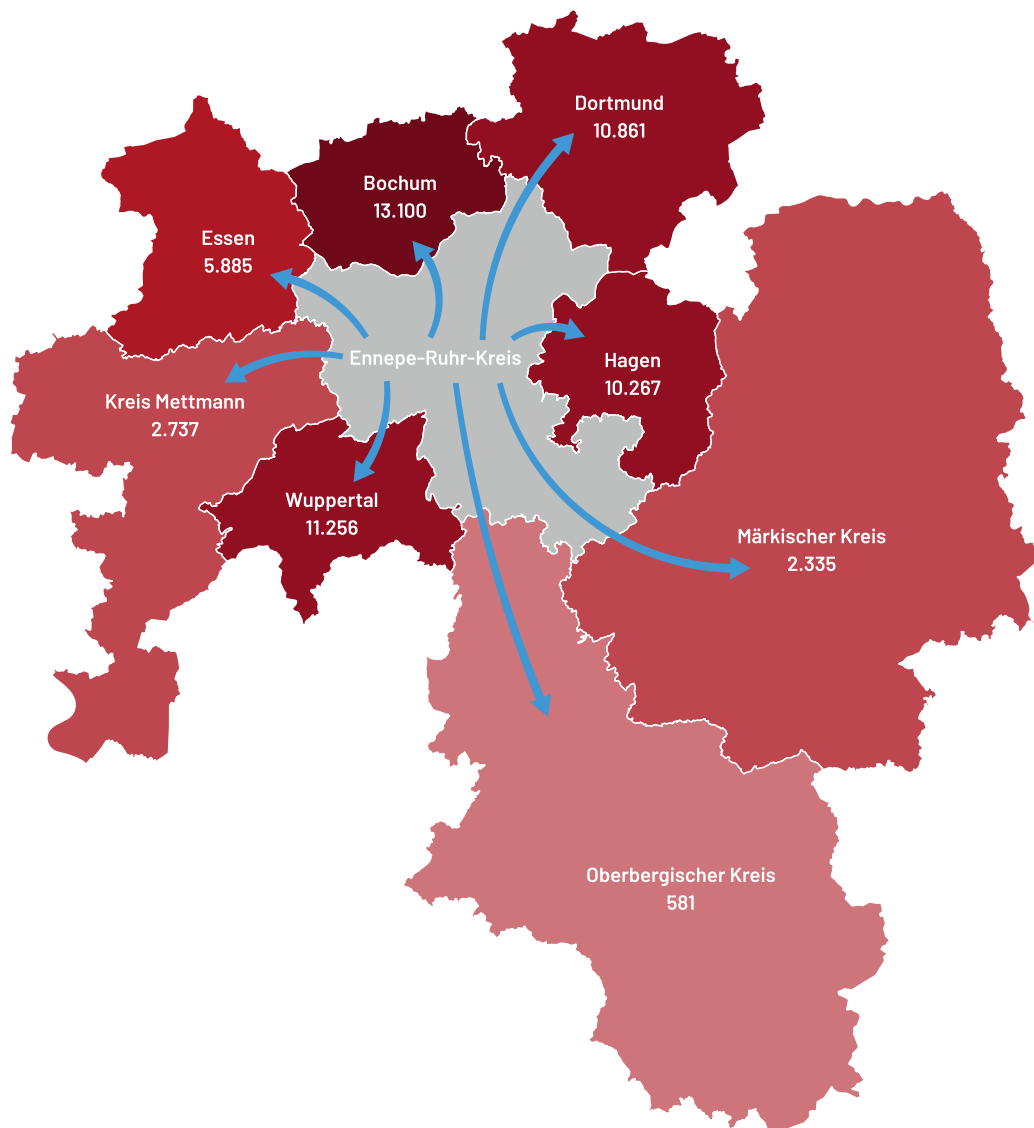 Dortmund
10.861
Bochum
13.100
Essen
5.885
Ennepe-Ruhr-Kreis
Hagen
10.267
Kreis Mettmann
2.737
Wuppertal
11.256
Märkischer Kreis
2.335
Oberbergischer Kreis
581